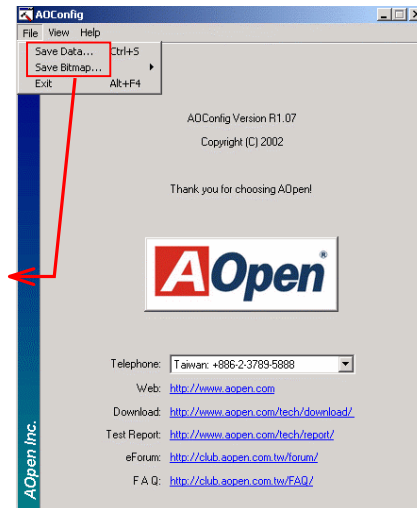 AOConfig
File View Help
Save Data... Ctrl+S
Save Bitmap...
Exit Alt+F4
AOConfig Version R1.07
Copyright (C) 2002
Thank you for choosing AOpen!
AOpen®
Telephone: Taiwan: +886-2-3789-5888
Web: http://www.aopen.com
Download: http://www.aopen.com/tech/download/
Test Report: http://www.aopen.com/tech/report/
eForum: http://club.aopen.com.tw/forum/
F A Q: http://club.aopen.com.tw/FAQ/
AOpen Inc.